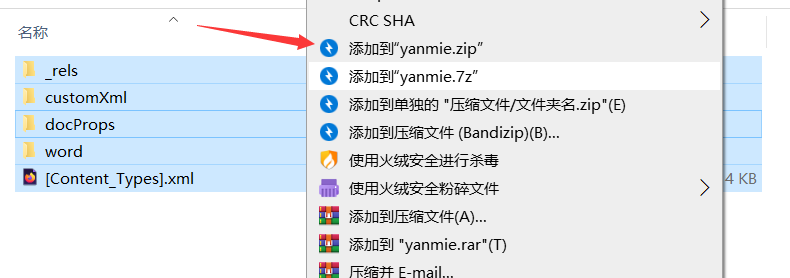 名称
_rels
customXml
docProps
word
[Content_Types].xml
4 KB
CRC SHA
添加到“yanmie.zip”
添加到“yanmie.7z”
添加到单独的 "压缩文件/文件夹名.zip"(E)
添加到压缩文件 (Bandizip)(B)...
使用火绒安全进行杀毒
使用火绒安全粉碎文件
添加到压缩文件(A)...
添加到 "yanmie.rar"(T)
压缩并 E-mail...